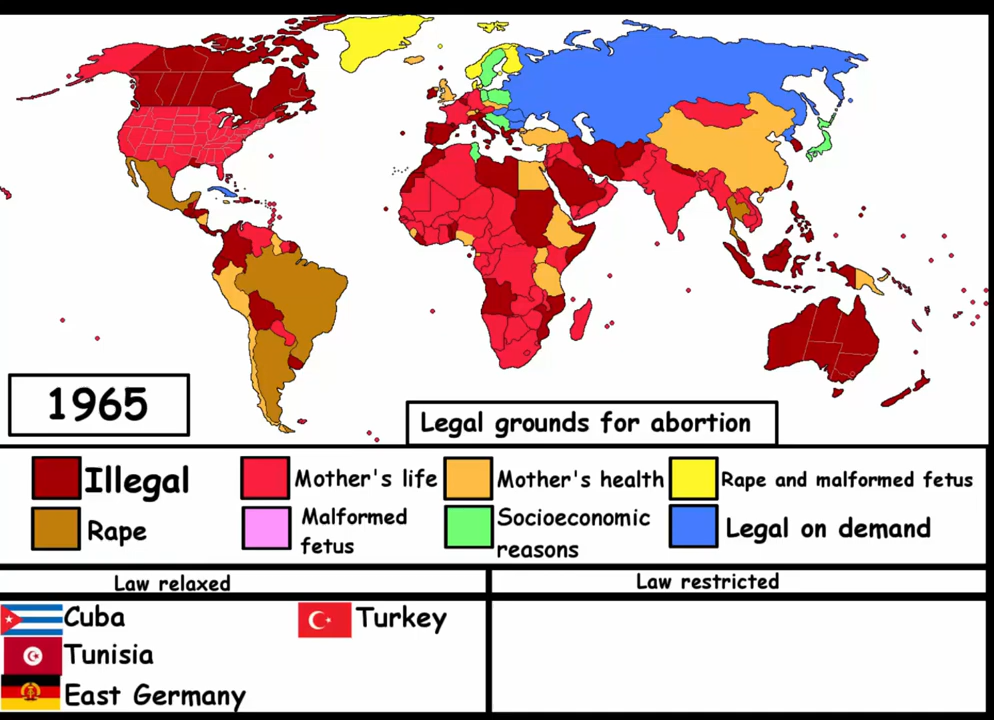 1965
Legal grounds for abortion
Illegal
Mother's life
Mother's health
Rape and malformed fetus
Rape
Malformed
fetus
Socioeconomic
reasons
Legal on demand
Law relaxed
Law restricted
Cuba
Turkey
Tunisia
East Germany